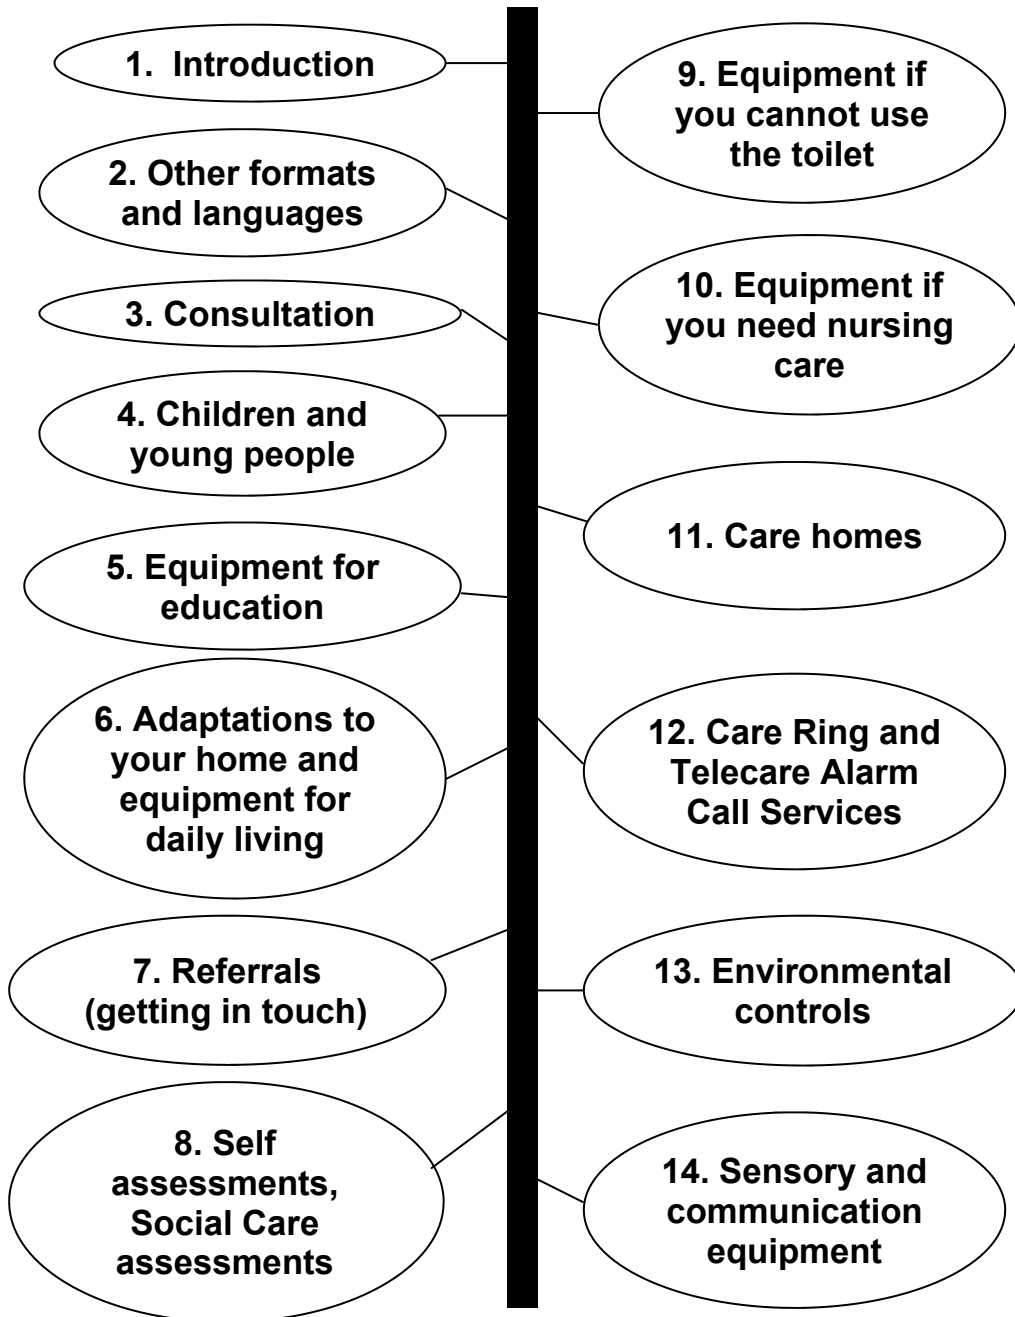 1. Introduction
2. Other formats
and languages
3. Consultation
4. Children and
young people
5. Equipment for
education
6. Adaptations to
your home and
equipment for
daily living
7. Referrals
(getting in touch)
8. Self
assessments,
Social Care
assessments
9. Equipment if
you cannot use
the toilet
10. Equipment if
you need nursing
care
11. Care homes
12. Care Ring and
Telecare Alarm
Call Services
13. Environmental
controls
14. Sensory and
communication
equipment